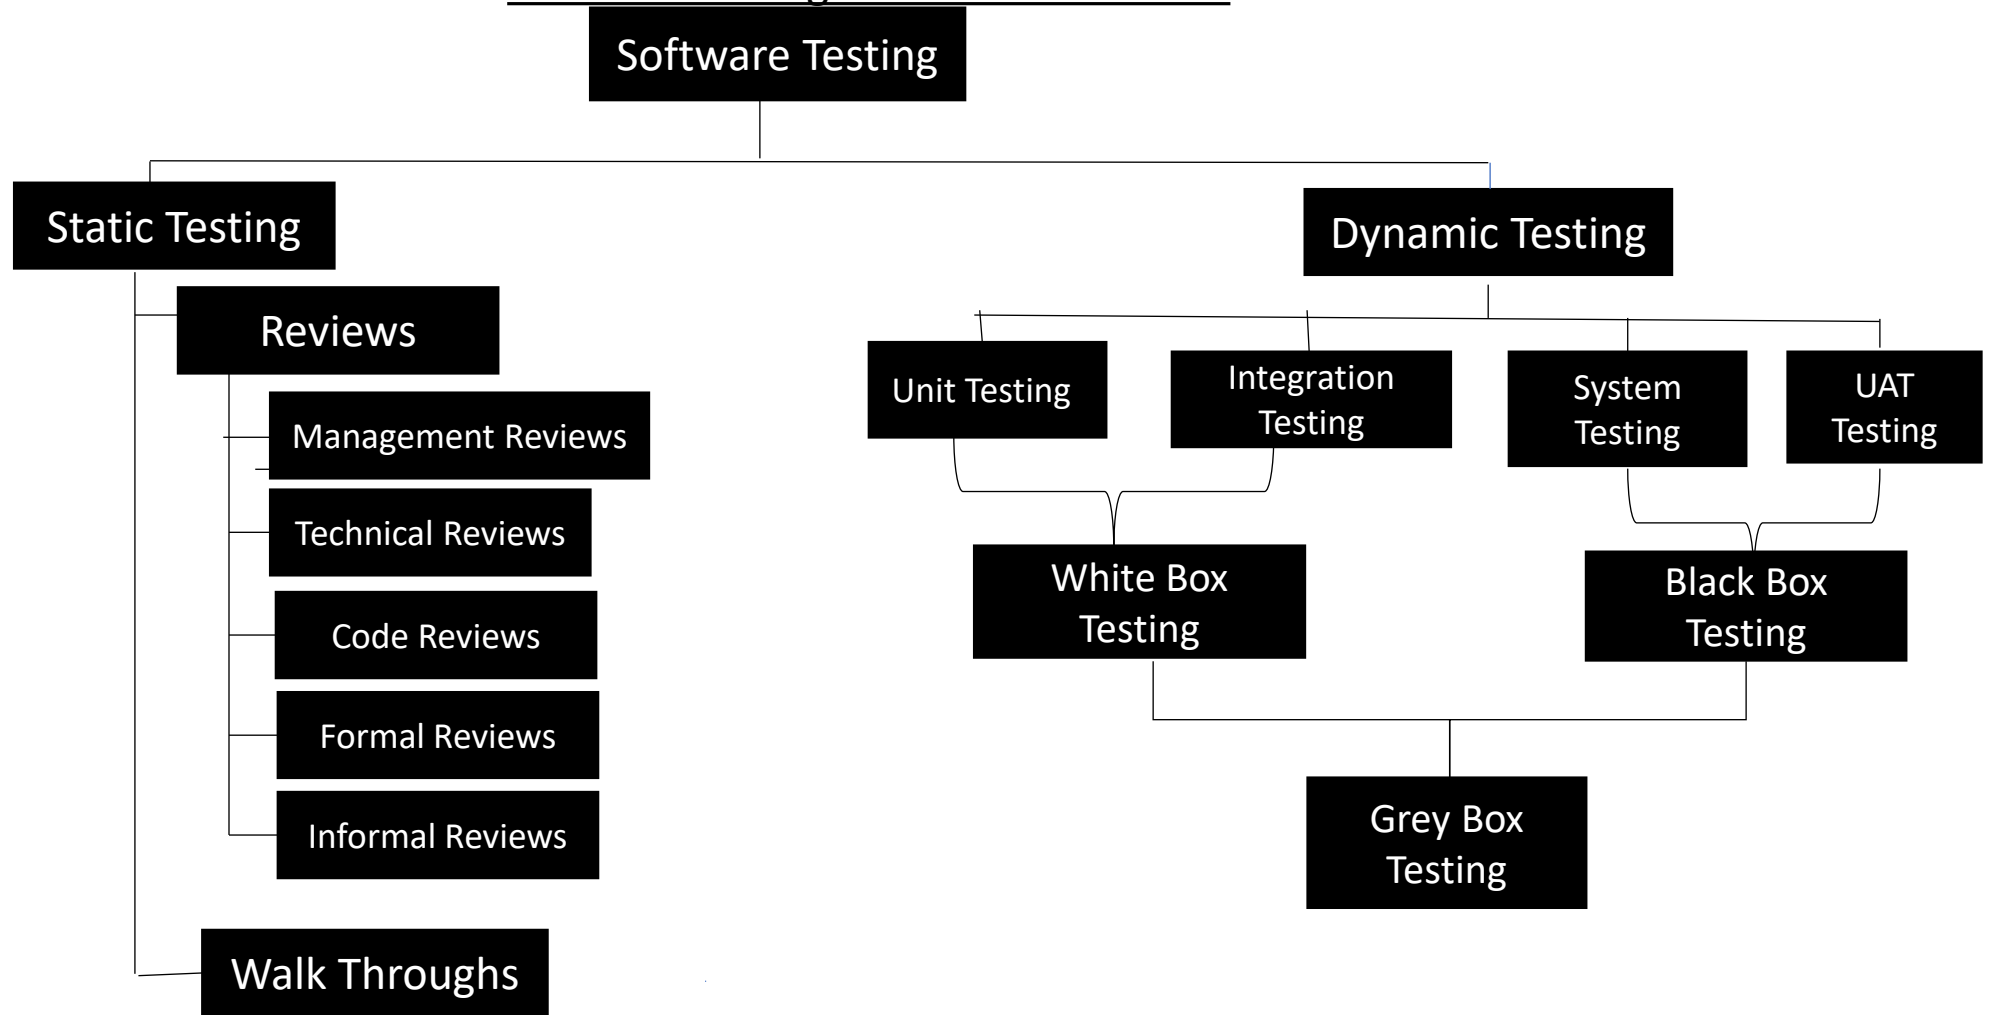 Software Testing
Static Testing
Dynamic Testing
Reviews
Management Reviews
Technical Reviews
Code Reviews
Formal Reviews
Informal Reviews
Walk Throughs
Unit Testing
Integration
Testing
System
Testing
UAT
Testing
White Box
Testing
Black Box
Testing
Grey Box
Testing